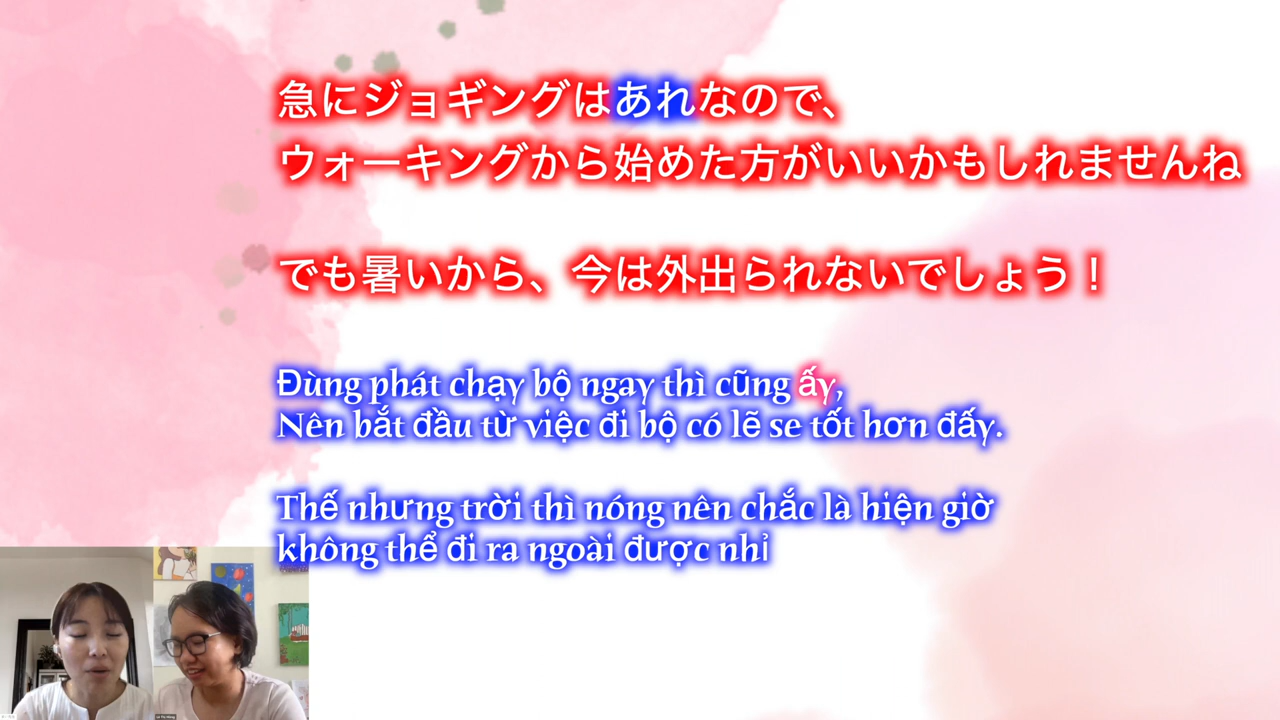 急にジョギングはあれなので、
ウォーキングから始めた方がいいかもしれませんね
でも暑いから、今は外出られないでしょう！
Đùng phát chạy bộ ngay thì cũng ấy,
Nên bắt đầu từ việc đi bộ có lẽ se tốt hơn đấy.
Thế nhưng trời thì nóng nên chắc là hiện giờ
không thể đi ra ngoài được nhỉ